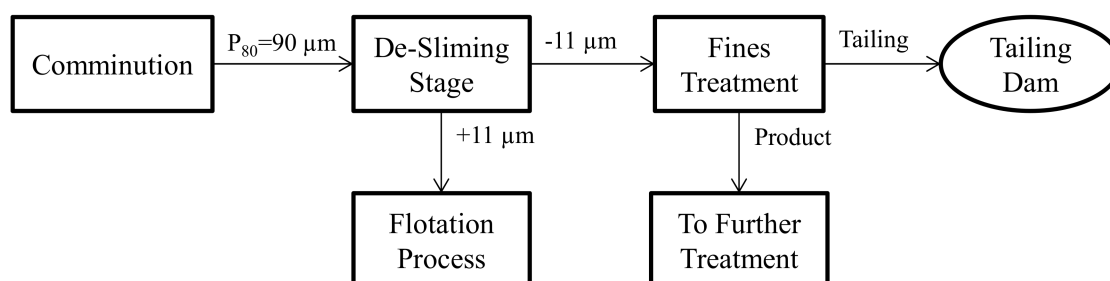 Comminution
P80=90 µm
De-Sliming
Stage
-11 µm
Fines
Treatment
Tailing
Tailing
Dam
+11 µm
Product
Flotation
Process
To Further
Treatment